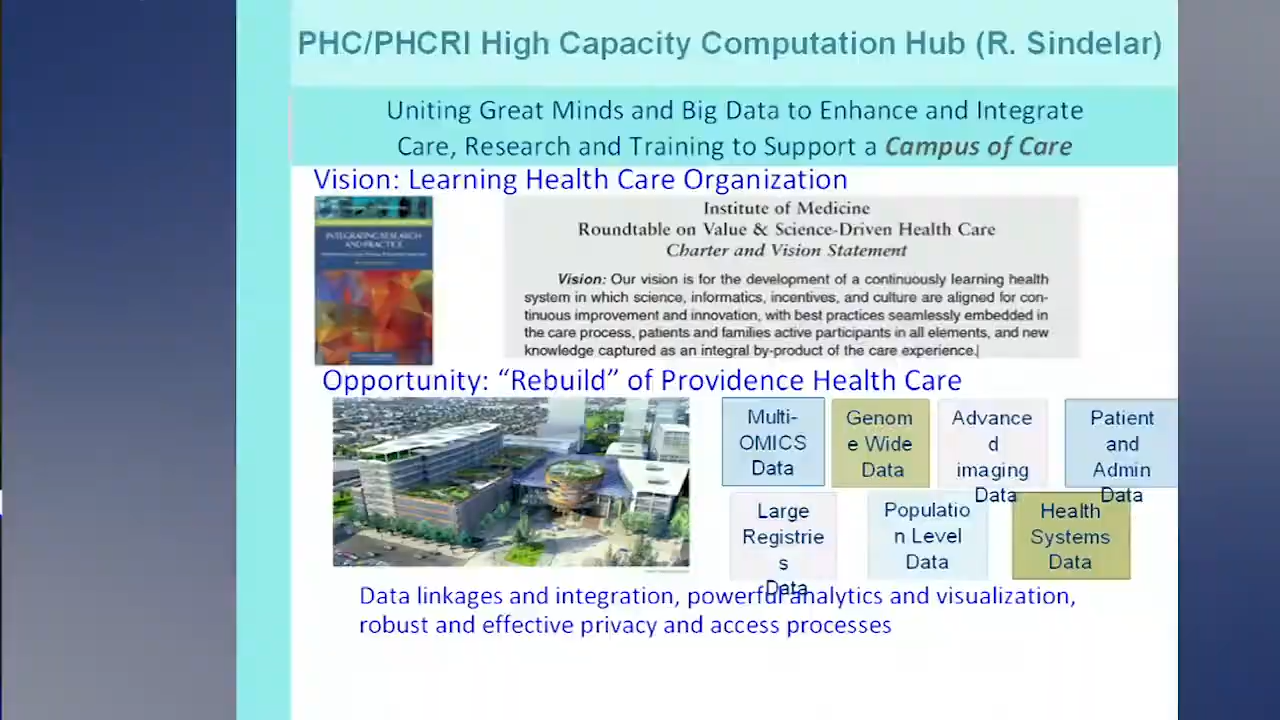 PHC/PHCRI High Capacity Computation Hub (R. Sindelar)
Uniting Great Minds and Big Data to Enhance and Integrate
Care, Research and Training to Support a Campus of Care
Vision: Learning Health Care Organization
INTEGRATING RESEARCH
AND PRACTICE
Institute of Medicine
Roundtable on Value & Science-Driven Health Care
Charter and Vision Statement
Vision: Our vision is for the development of a continuously learning health
system in which science, informatics, incentives, and culture are aligned for con-
tinuous improvement and innovation, with best practices seamlessly embedded in
the care process, patients and families active participants in all elements, and new
knowledge captured as an integral by-product of the care experience.
Opportunity: “Rebuild” of Providence Health Care
Multi-
OMICS
Data
Genom
e Wide
Data
Advance
d
imaging
Data
Patient
and
Admin
Data
Large
Registrie
s
Data
Populatio
n Level
Data
Health
Systems
Data
Data linkages and integration, powerful analytics and visualization,
robust and effective privacy and access processes